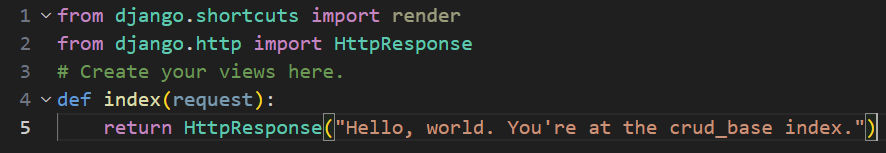 1 from django.shortcuts import render
2 from django.http import HttpResponse
3 # Create your views here.
4 def index(request):
5 return HttpResponse("Hello, world. You're at the crud_base index.")